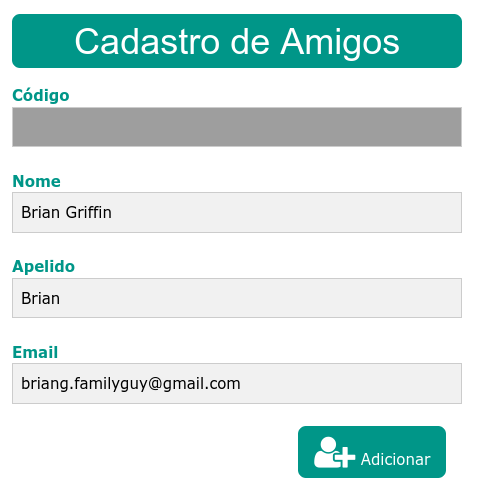 Cadastro de Amigos
Código
Nome
Brian Griffin
Apelido
Brian
Email
briang.familyguy@gmail.com
Adicionar